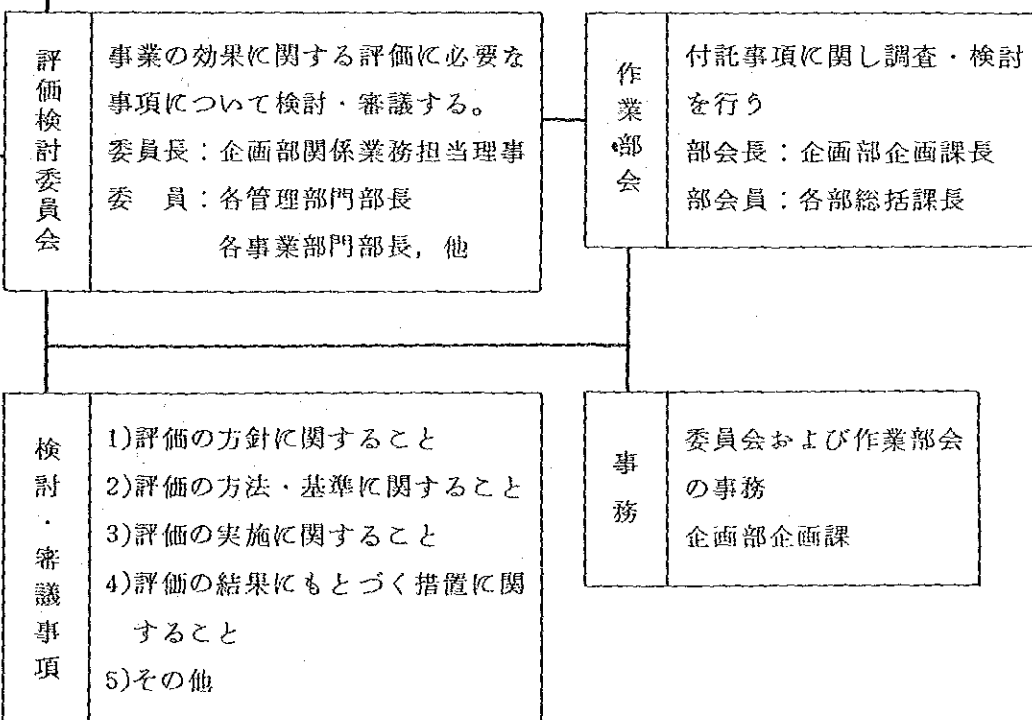 評価検討委員会
事業の効果に関する評価に必要な
事項について検討・審議する。
委員長：企画部関係業務担当理事
委　員：各管理部門部長
各事業部門部長，他
作業部会
付託事項に関し調査・検討
を行う
部会長：企画部企画課長
部会員：各部総括課長
検討・審議事項
1)評価の方針に関すること
2)評価の方法・基準に関すること
3)評価の実施に関すること
4)評価の結果にもとづく措置に関
すること
5)その他
事務
委員会および作業部会
の事務
企画部企画課